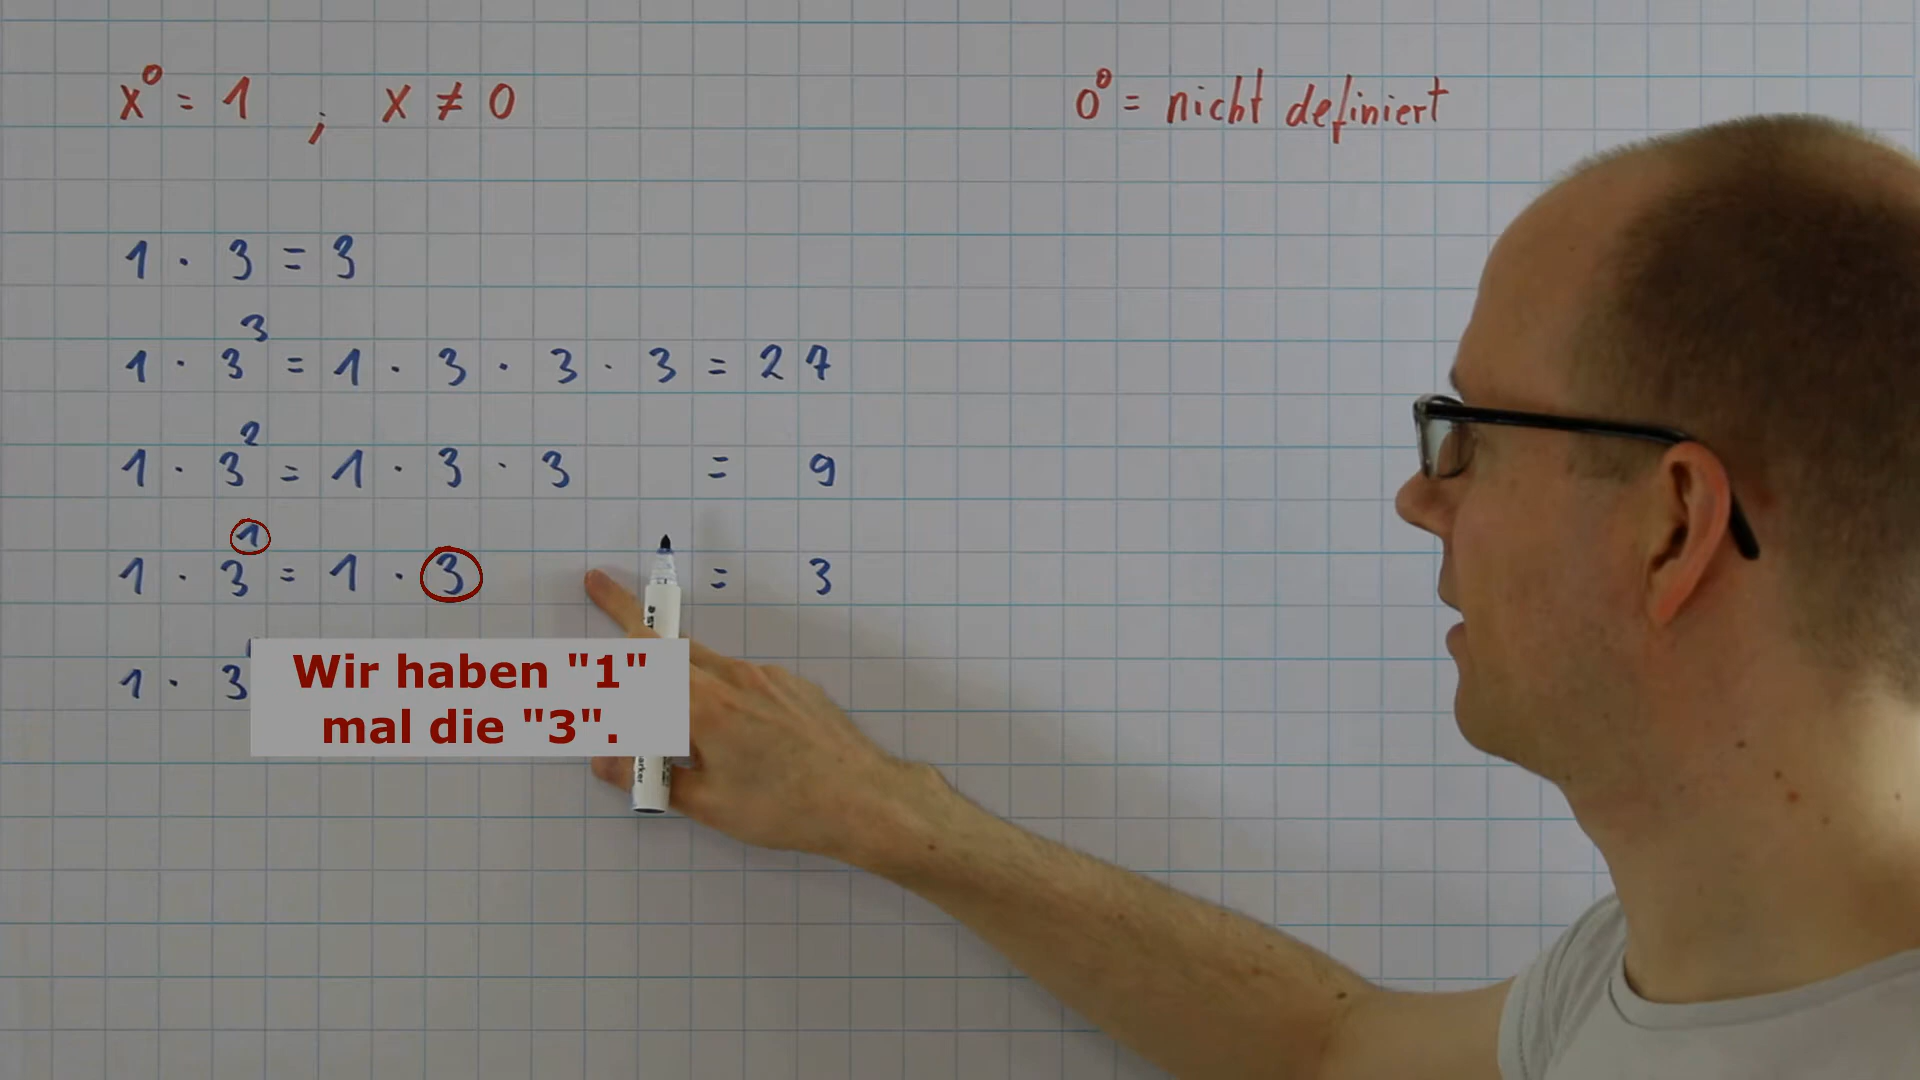 x⁰ = 1 ; x ≠ 0
0⁰ = nicht definiert
1 · 3 = 3
1 · 3³ = 1 · 3 · 3 · 3 = 27
1 · 3² = 1 · 3 · 3 = 9
1 · 3¹ = 1 · 3 = 3
1 · 3
Wir haben "1"
mal die "3".